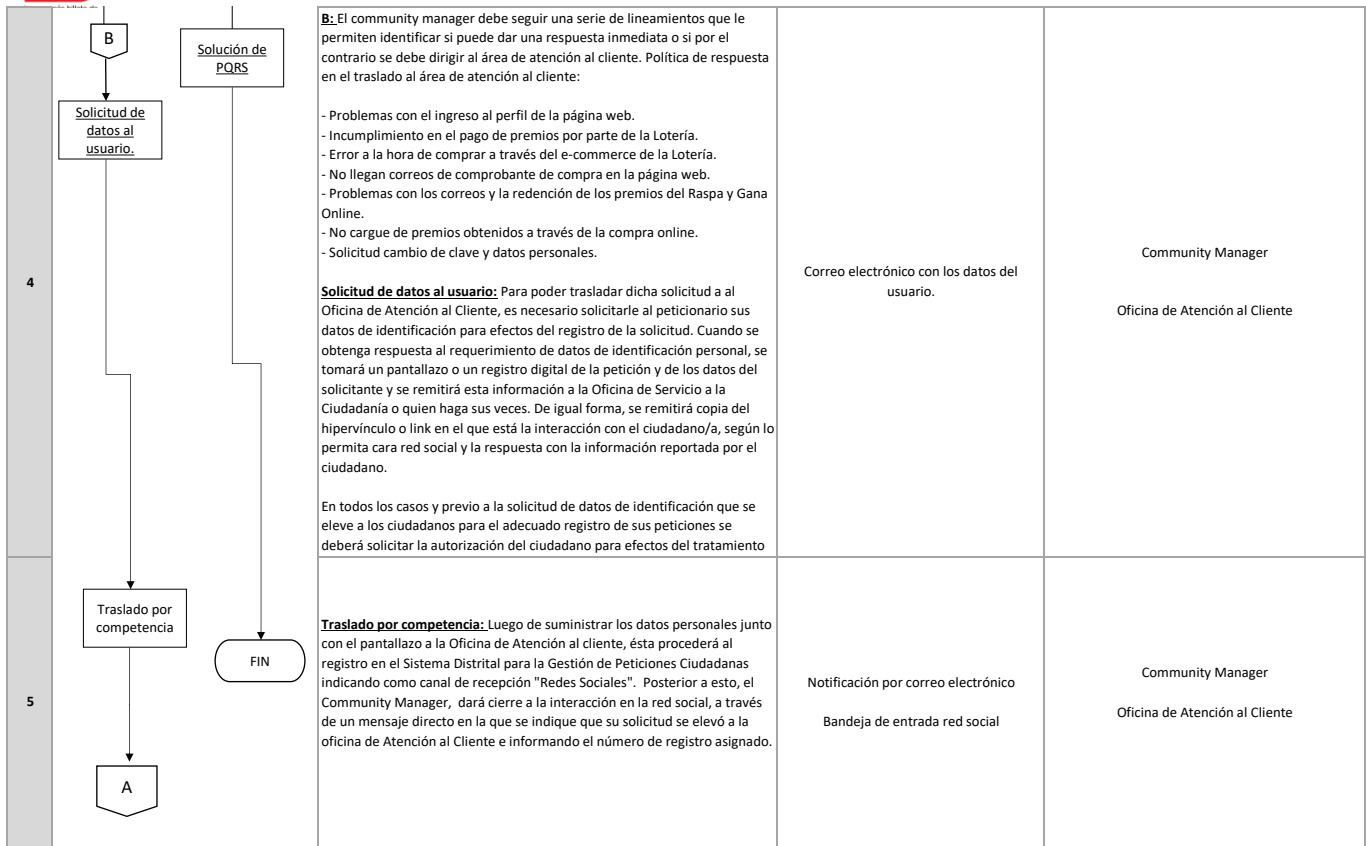 4
B
Solución de
PQRS
Solicitud de
datos al
usuario.
B: El community manager debe seguir una serie de lineamientos que le
permiten identificar si puede dar una respuesta inmediata o si por el
contrario se debe dirigir al área de atención al cliente. Política de respuesta
en el traslado al área de atención al cliente:
- Problemas con el ingreso al perfil de la página web.
- Incumplimiento en el pago de premios por parte de la Lotería.
- Error a la hora de comprar a través del e-commerce de la Lotería.
- No llegan correos de comprobante de compra en la página web.
- Problemas con los correos y la redención de los premios del Raspa y Gana
Online.
- No cargue de premios obtenidos a través de la compra online.
- Solicitud cambio de clave y datos personales.
Solicitud de datos al usuario: Para poder trasladar dicha solicitud a al
Oficina de Atención al Cliente, es necesario solicitarle al peticionario sus
datos de identificación para efectos del registro de la solicitud. Cuando se
obtenga respuesta al requerimiento de datos de identificación personal, se
tomará un pantallazo o un registro digital de la petición y de los datos del
solicitante y se remitirá esta información a la Oficina de Servicio a la
Ciudadanía o quien haga sus veces. De igual forma, se remitirá copia del
hipervínculo o link en el que está la interacción con el ciudadano/a, según lo
permita cara red social y la respuesta con la información reportada por el
ciudadano.
En todos los casos y previo a la solicitud de datos de identificación que se
eleve a los ciudadanos para el adecuado registro de sus peticiones se
deberá solicitar la autorización del ciudadano para efectos del tratamiento
Correo electrónico con los datos del
usuario.
Community Manager
Oficina de Atención al Cliente
5
Traslado por
competencia
FIN
A
Traslado por competencia: Luego de suministrar los datos personales junto
con el pantallazo a la Oficina de Atención al cliente, ésta procederá al
registro en el Sistema Distrital para la Gestión de Peticiones Ciudadanas
indicando como canal de recepción "Redes Sociales". Posterior a esto, el
Community Manager, dará cierre a la interacción en la red social, a través
de un mensaje directo en la que se indique que su solicitud se elevó a la
oficina de Atención al Cliente e informando el número de registro asignado.
Notificación por correo electrónico
Bandeja de entrada red social
Community Manager
Oficina de Atención al Cliente